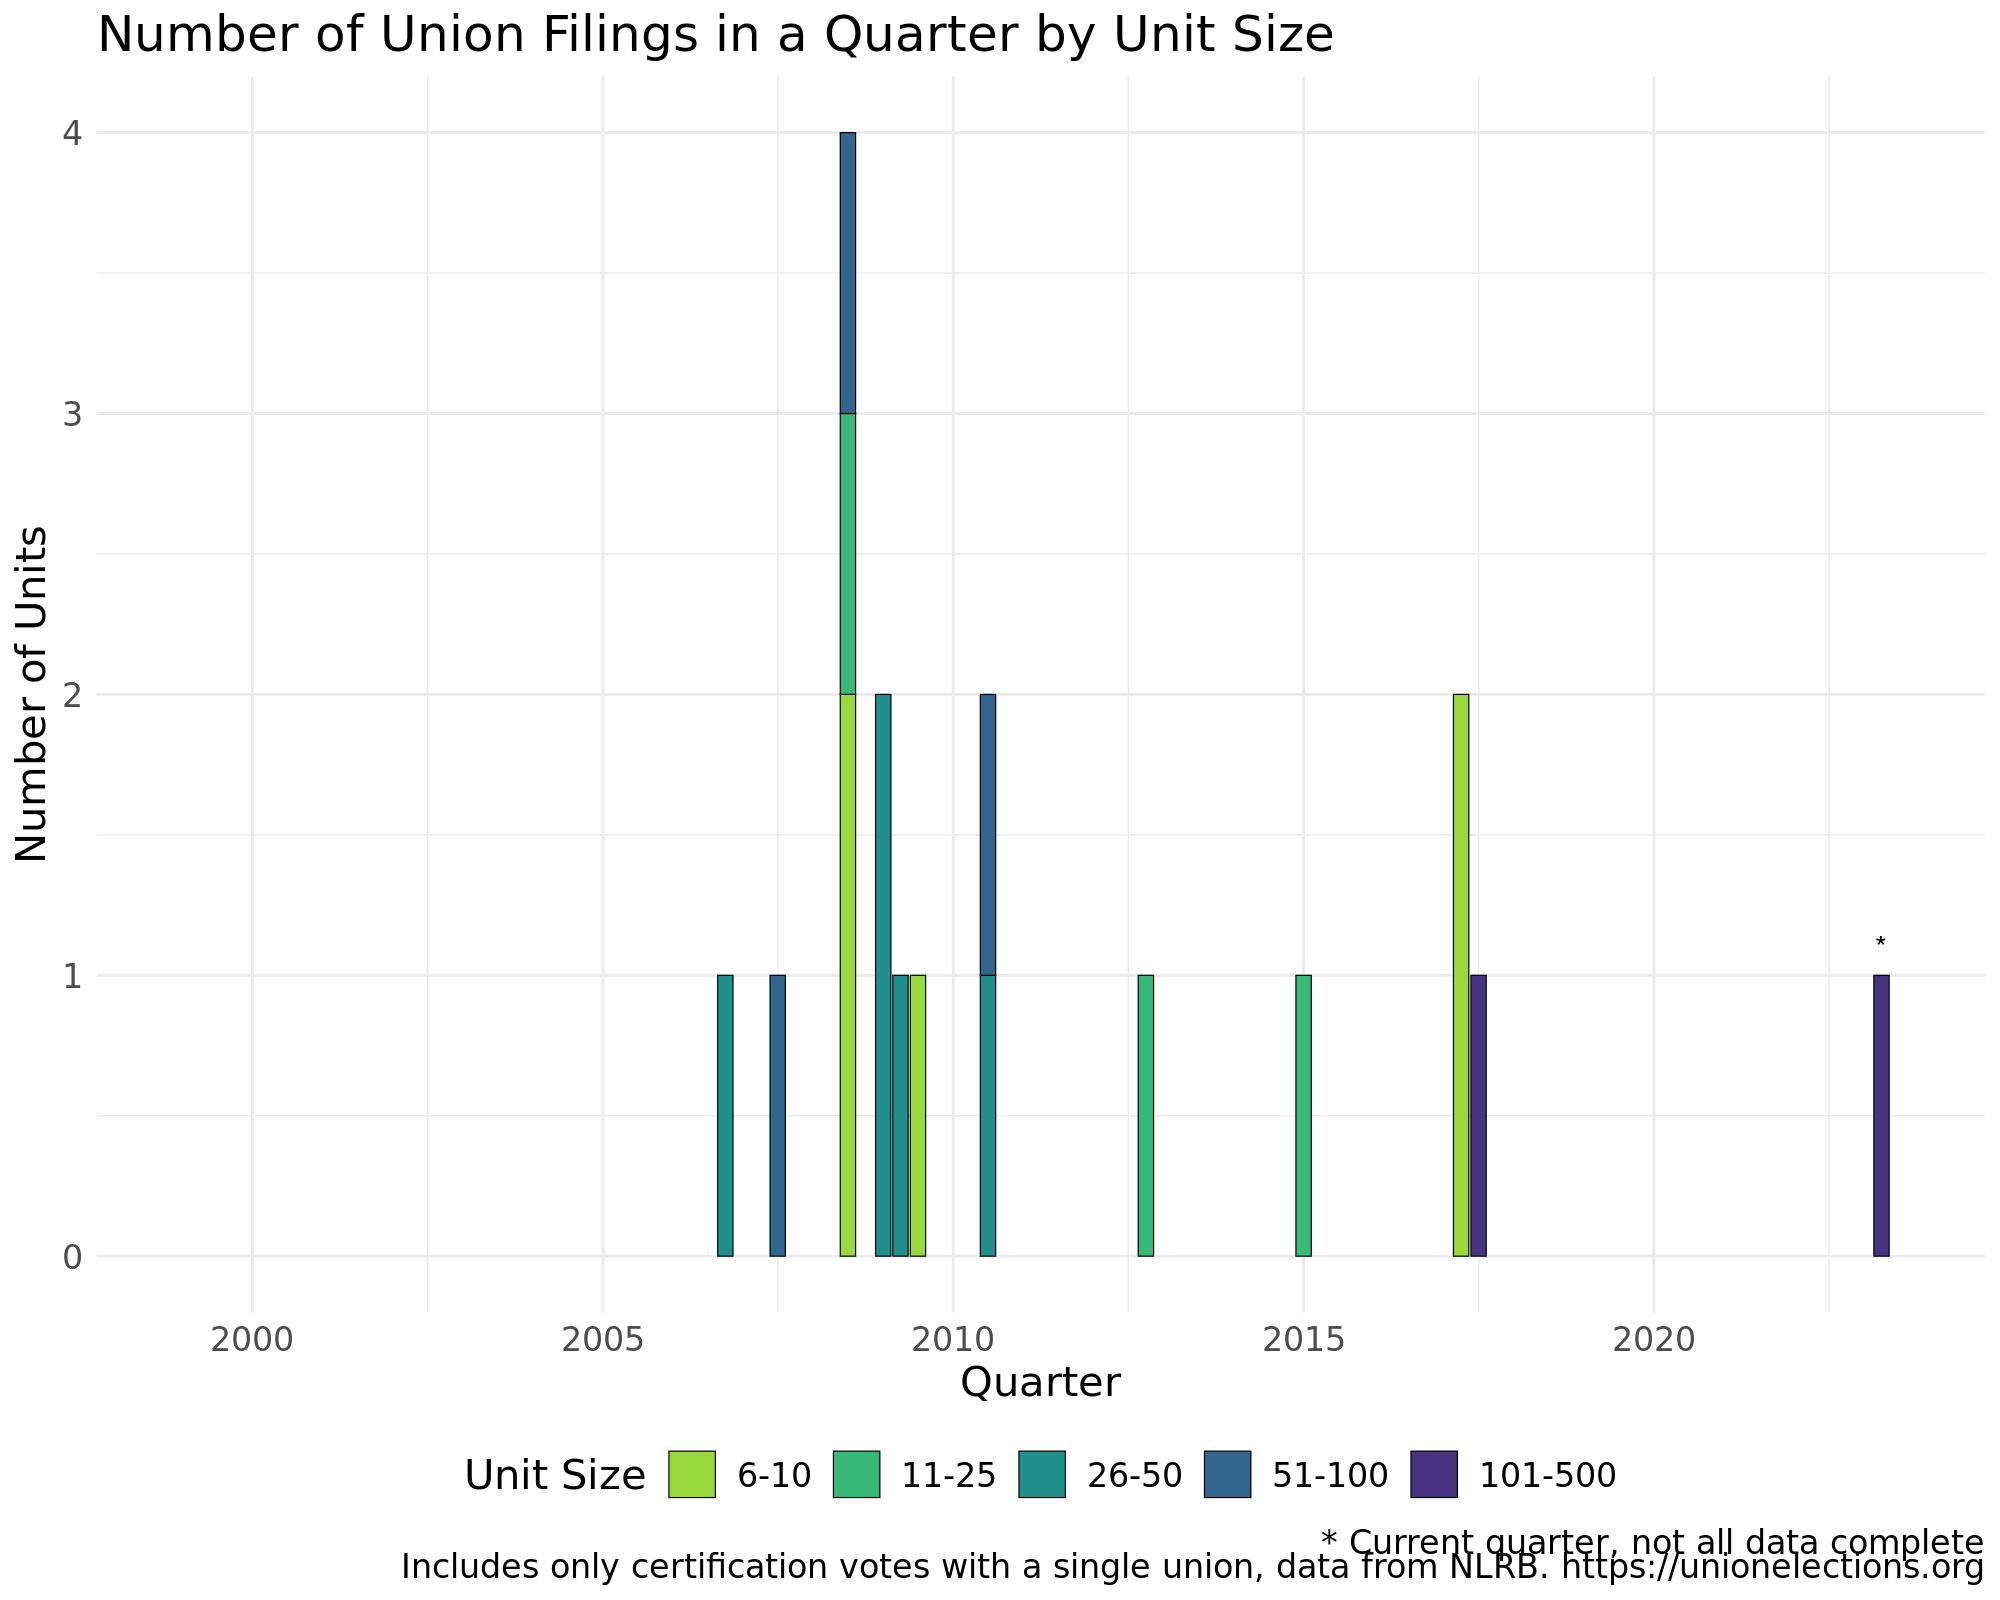 Number of Union Filings in a Quarter by Unit Size
Number of Units
4
3
2
1
0
*
2000 2005 2010 2015 2020
Quarter
Unit Size 6-10 11-25 26-50 51-100 101-500
* Current quarter, not all data complete
Includes only certification votes with a single union, data from NLRB. https://unionelections.org